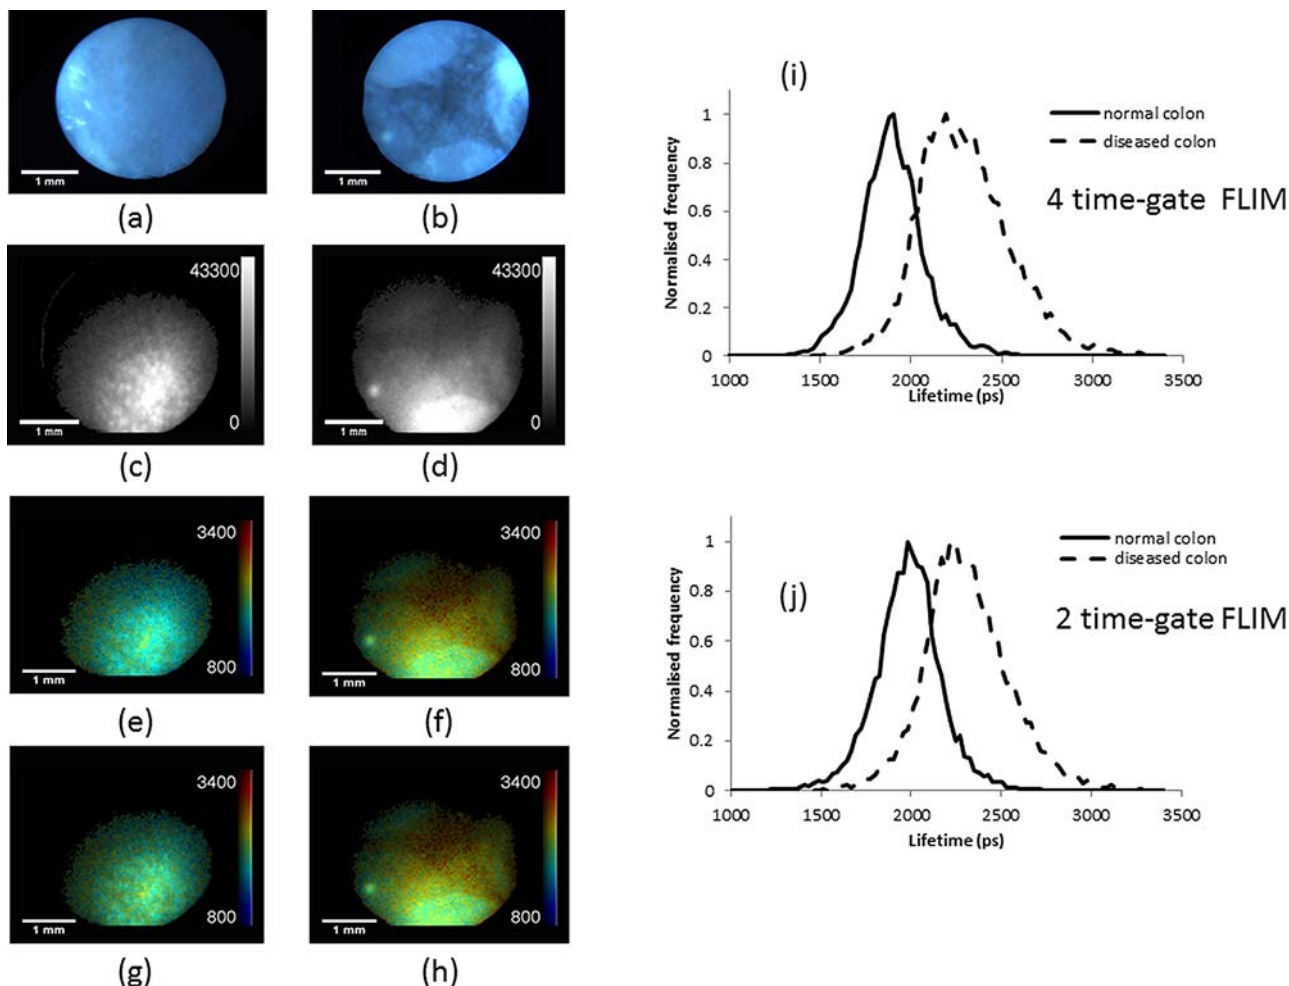 1 mm
1 mm
(a)
(b)
43300
0
1 mm
43300
0
1 mm
(c)
(d)
3400
800
1 mm
3400
800
1 mm
(e)
(f)
3400
800
1 mm
3400
800
1 mm
(g)
(h)
(i)
normal colon
diseased colon
4 time-gate FLIM
Normalised frequency
1
0.8
0.6
0.4
0.2
0
1000 1500 2000 2500 3000 3500
Lifetime (ps)
(j)
normal colon
diseased colon
2 time-gate FLIM
Normalised frequency
1
0.8
0.6
0.4
0.2
0
1000 1500 2000 2500 3000 3500
Lifetime (ps)